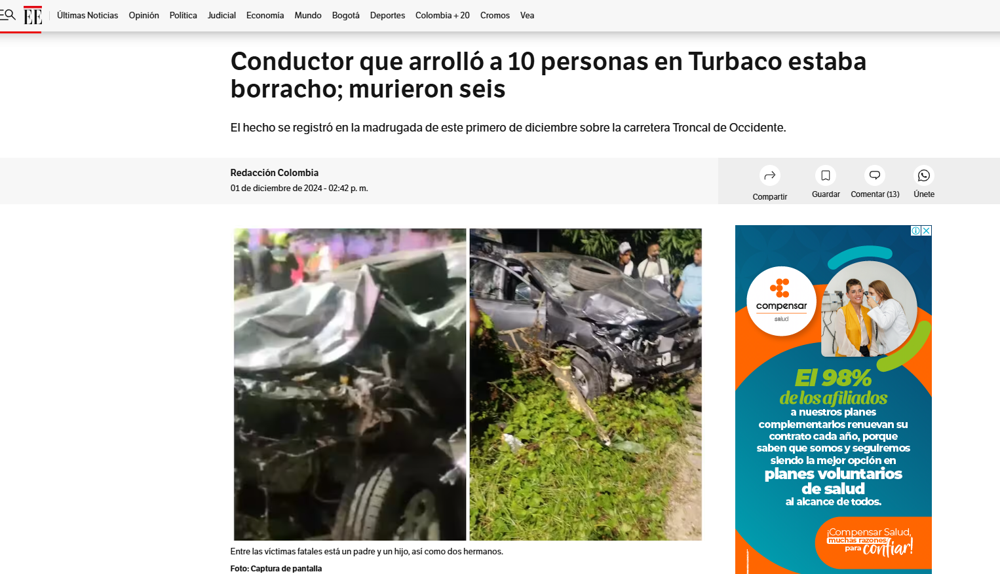 EE
Últimas Noticias Opinión Política Judicial Economía Mundo Bogotá Deportes Colombia + 20 Cromos Vea
Conductor que arrolló a 10 personas en Turbaco estaba
borracho; murieron seis
El hecho se registró en la madrugada de este primero de diciembre sobre la carretera Troncal de Occidente.
Redacción Colombia
01 de diciembre de 2024 - 02:42 p. m.
Compartir Guardar Comentar (13) Únete
Entre las víctimas fatales está un padre y un hijo, así como dos hermanos.
Foto: Captura de pantalla
compensar
salud
El 98%
de los afiliados
a nuestros planes
complementarios renuevan su
contrato cada año, porque
saben que somos y seguiremos
siendo la mejor opción en
planes voluntarios
de salud
al alcance de todos.
¡Compensar Salud,
muchas razones
para confiar!